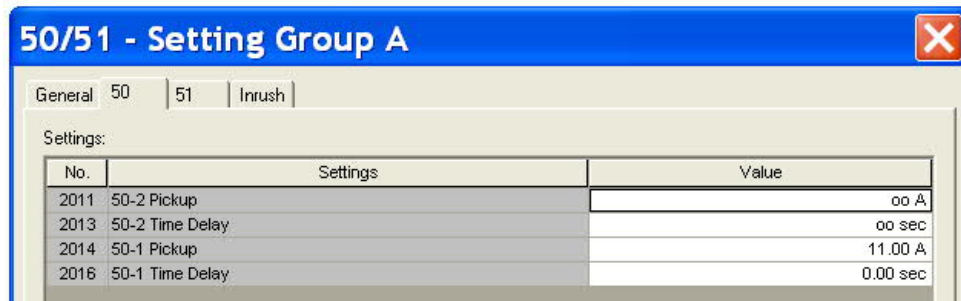 50/51 - Setting Group A
General 50 51 Inrush
Settings:
No. Settings Value
2011 50-2 Pickup oo A
2013 50-2 Time Delay oo sec
2014 50-1 Pickup 11.00 A
2016 50-1 Time Delay 0.00 sec